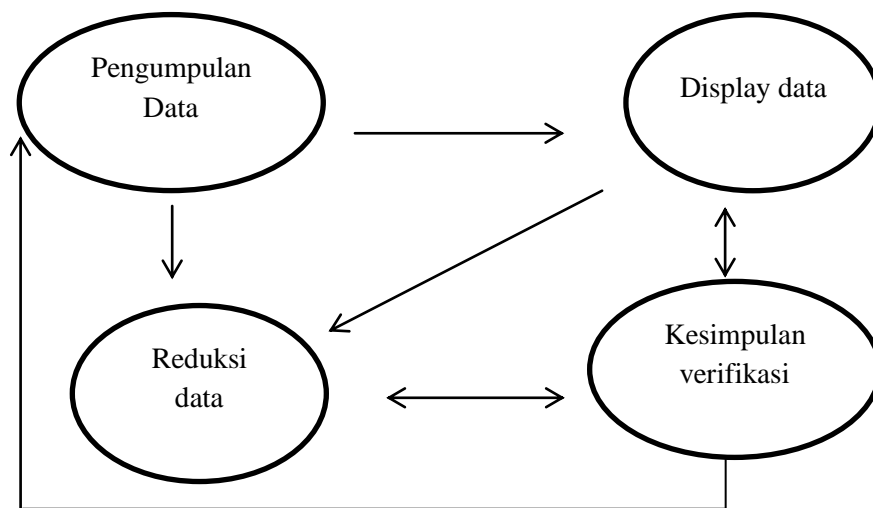 Pengumpulan
Data
Display data
Reduksi
data
Kesimpulan
verifikasi